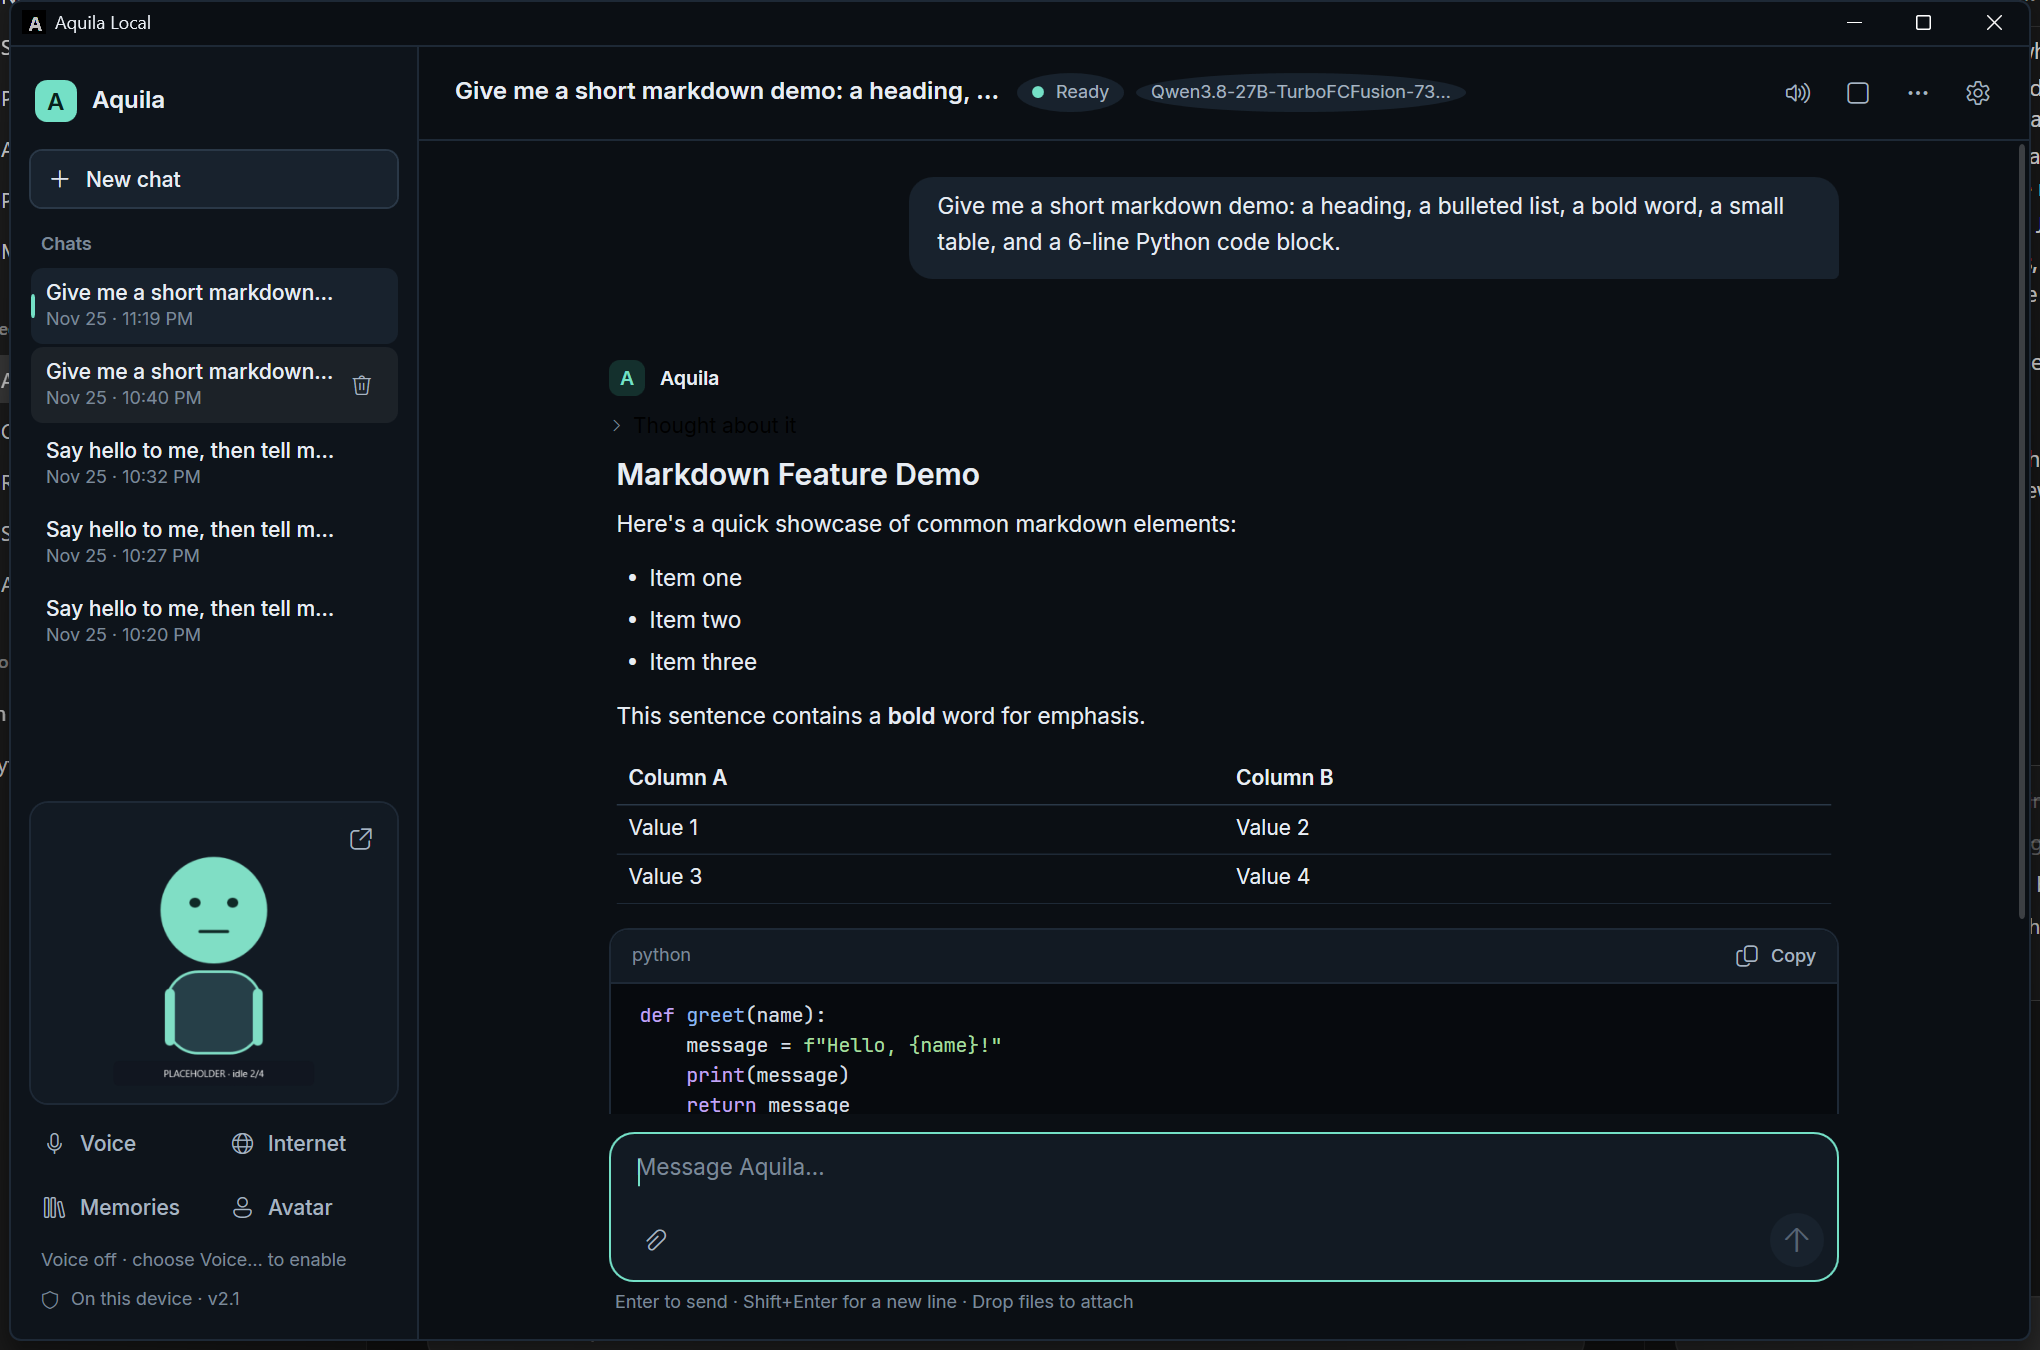 A Aquila Local
A Aquila
New chat
Chats
Give me a short markdown...
Nov 25 · 11:19 PM
Give me a short markdown...
Nov 25 · 10:40 PM
Say hello to me, then tell m...
Nov 25 · 10:32 PM
Say hello to me, then tell m...
Nov 25 · 10:27 PM
Say hello to me, then tell m...
Nov 25 · 10:20 PM
PLACEHOLDER - idle 2/4
Voice
Internet
Memories
Avatar
Voice off · choose Voice... to enable
On this device · v2.1
Give me a short markdown demo: a heading, ...
Ready
Qwen3.8-27B-TurboFCFusion-73...
Give me a short markdown demo: a heading, a bulleted list, a bold word, a small
table, and a 6-line Python code block.
A Aquila
Thought about it
Markdown Feature Demo
Here's a quick showcase of common markdown elements:
• Item one
• Item two
• Item three
This sentence contains a bold word for emphasis.
Column A Column B
Value 1 Value 2
Value 3 Value 4
python
Copy
def greet(name):
    message = f"Hello, {name}!"
    print(message)
    return message
Message Aquila...
Enter to send · Shift+Enter for a new line · Drop files to attach